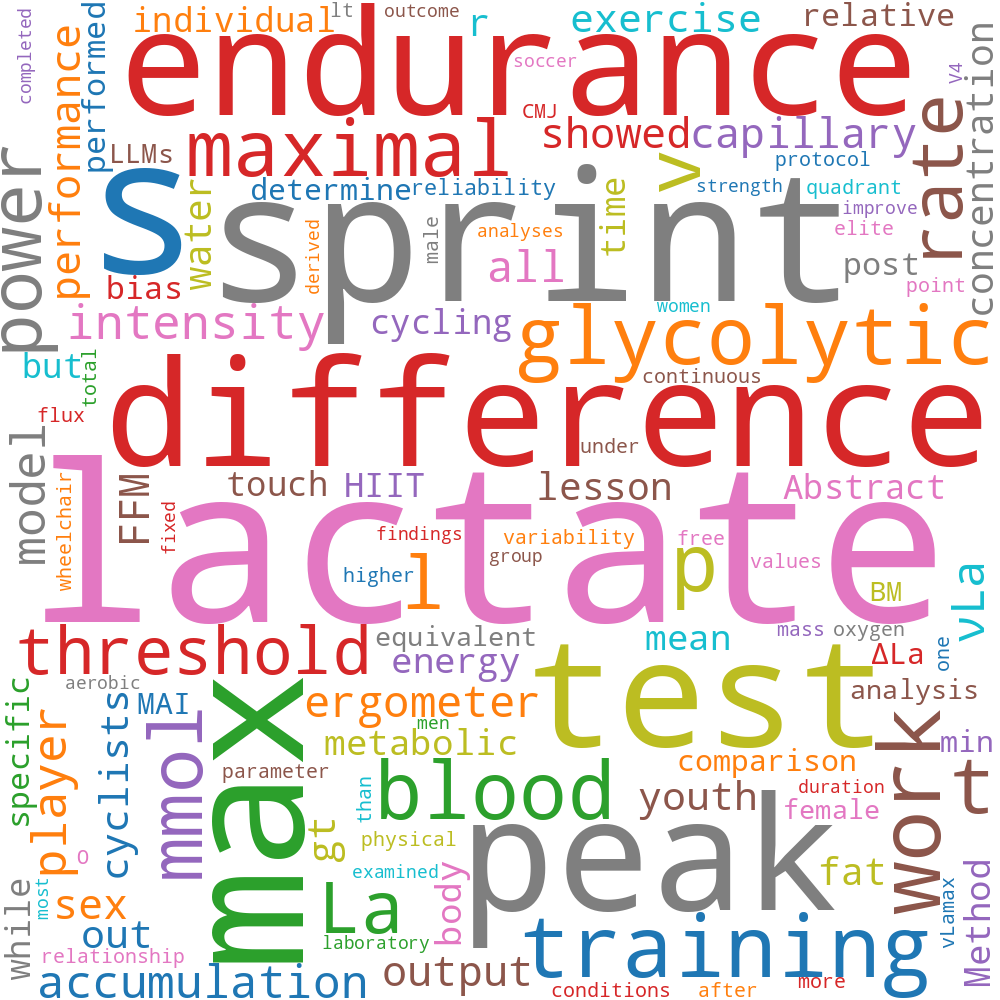 completed
individual
lt
outcome
r
exercise
relative
endurance
soccer
V4
concentration
performance
performed
CMJ
maximal
showed
capillary
rate
power
LLMs
protocol
v
S
determine
reliability
strength
quadrant
water
sprint
time
improve
derived
male
analyses
elite
all
post
bias
point
intensity
cycling
women
glycolytic
but
total
difference
continuous
flux
under
model
wheelchair
FFM
touch
HIIT
lesson
Abstract
lactate
fixed
findings
variability
free
group
values
p
higher
l
BM
νLa
threshold
equivalent
mean
mass
oxygen
one
energy
ΔLa
aerobic
test
specific
MAI
max
ergometer
analysis
cyclists
mmol
player
men
metabolic
work
min
parameter
comparison
t
than
blood
youth
duration
female
peak
gt
physical
O
examined
fat
body
La
Method
while
most
sex
vLamax
out
laboratory
training
relationship
accumulation
output
conditions
after
more